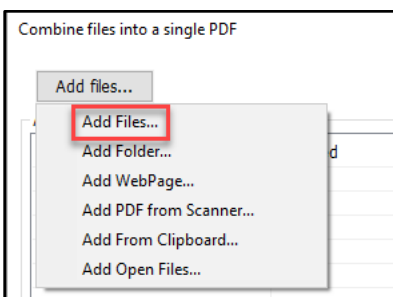 Combine files into a single PDF
Add files...
Add Files...
Add Folder...
d
Add WebPage...
Add PDF from Scanner...
Add From Clipboard...
Add Open Files...